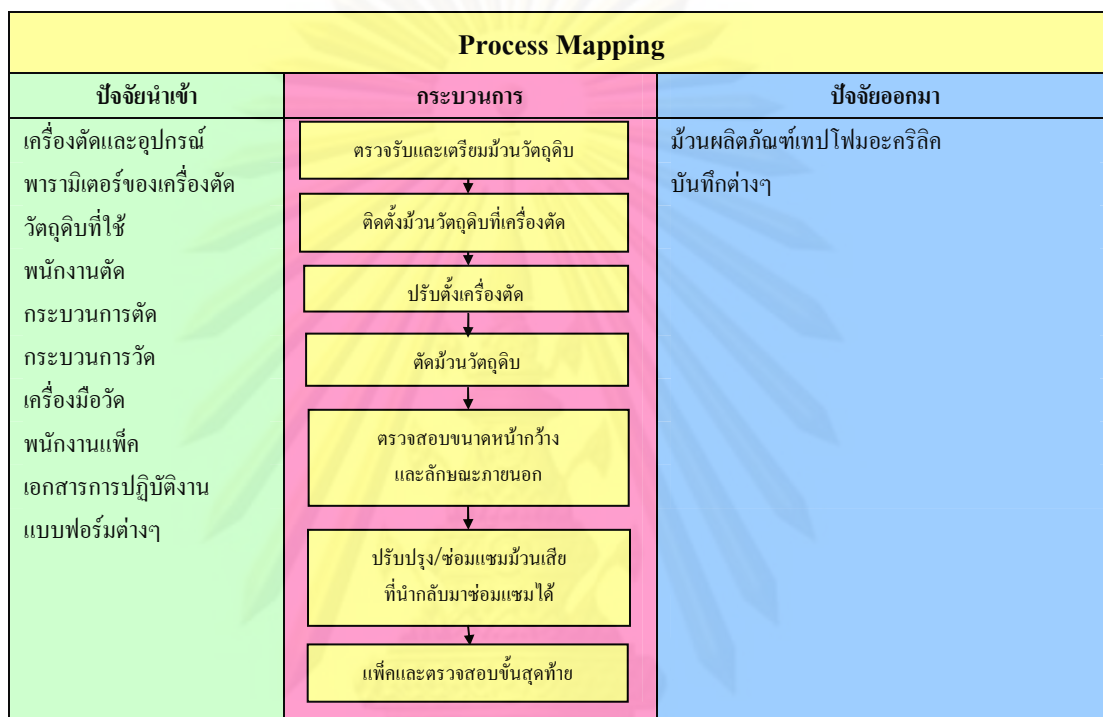 Process Mapping
ปัจจัยนำเข้า
กระบวนการ
ปัจจัยออกมา
เครื่องตัดและอุปกรณ์
พารามิเตอร์ของเครื่องตัด
วัตถุดิบที่ใช้
พนักงานตัด
กระบวนการตัด
กระบวนการวัด
เครื่องมือวัด
พนักงานแพ็ค
เอกสารการปฏิบัติงาน
แบบฟอร์มต่างๆ
ตรวจรับและเตรียมม้วนวัตถุดิบ
ติดตั้งม้วนวัตถุดิบที่เครื่องตัด
ปรับตั้งเครื่องตัด
ตัดม้วนวัตถุดิบ
ตรวจสอบขนาดหน้ากว้าง
และลักษณะภายนอก
ปรับปรุง/ซ่อมแซมม้วนเสีย
ที่นำกลับมาซ่อมแซมได้
แพ็คและตรวจสอบขั้นสุดท้าย
ม้วนผลิตภัณฑ์เทปโฟมอะคริลิค
บันทึกต่างๆ